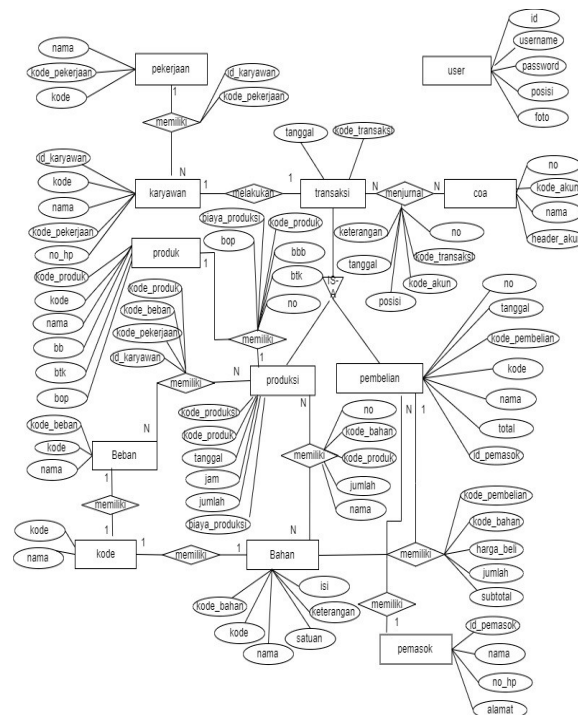 id
nama
username
kode_pekerjaan
pekerjaan
user
password
kode
1
id_karyawan
posisi
kode_pekerjaan
foto
memiliki
tanggal
kode_transaksi
id_karyawan
N
no
kode
karyawan
1
melakukan
1
transaksi
N
menjurnal
N
coa
kode_akun
nama
nama
kode_pekerjaan
biaya_produksi
kode_produk
header_akun
no_hp
produk
bop
bbb
keterangan
no
kode_produk
1
btk
tanggal
kode_transaksi
kode
kode_produk
no
IS-A
kode_akun
no
nama
kode_beban
posisi
tanggal
bb
kode_pekerjaan
memiliki
kode_pembelian
btk
id_karyawan
1
kode
bop
memiliki
N
produksi
pembelian
nama
kode_beban
N
kode_produksi
N
no
N
1
total
kode
Beban
kode_produk
kode_bahan
id_pemasok
nama
tanggal
memiliki
kode_produk
1
jam
jumlah
kode_pembelian
memiliki
jumlah
nama
kode_bahan
kode
1
biaya_produksi
N
harga_beli
nama
kode
1
memiliki
1
Bahan
N
memiliki
jumlah
isi
subtotal
kode_bahan
keterangan
memiliki
id_pemasok
kode
satuan
1
nama
nama
pemasok
no_hp
alamat